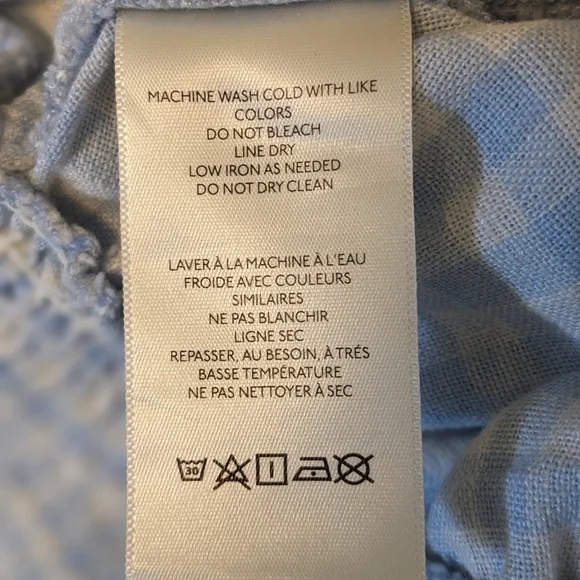 MACHINE WASH COLD WITH LIKE
COLORS
DO NOT BLEACH
LINE DRY
LOW IRON AS NEEDED
DO NOT DRY CLEAN
LAVER À LA MACHINE À L'EAU
FROIDE AVEC COULEURS
SIMILAIRES
NE PAS BLANCHIR
LIGNE SEC
REPASSER, AU BESOIN, À TRÉS
BASSE TEMPÉRATURE
NE PAS NETTOYER À SEC
30